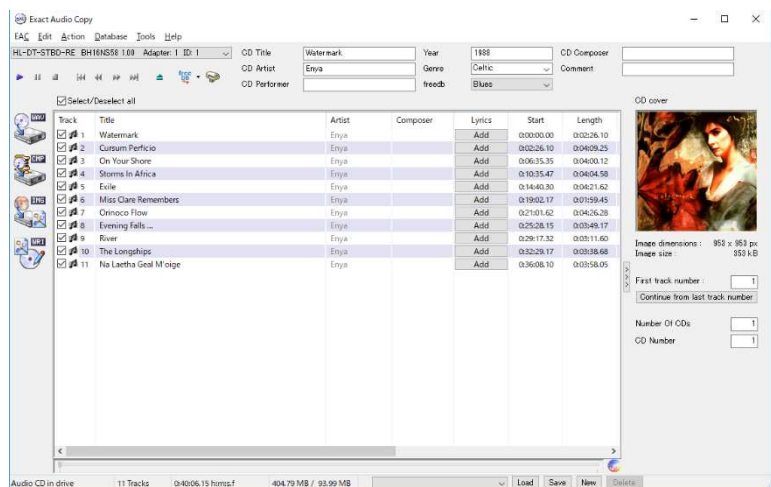 Exact Audio Copy
EAC Edit Action Database Tools Help
HL-DT-STBD-RE BH16NS58 1.00 Adapter: 1 ID: 1
CD Title Watermark Year 1988 CD Composer
CD Artist Enya Genre Celtic Comment
CD Performer freedb Blues
Select/Deselect all
CD cover
Track Title Artist Composer Lyrics Start Length
1 Watermark Enya Add 0:00:00.00 0:02:26.10
2 Cursum Perficio Enya Add 0:02:26.10 0:04:09.25
3 On Your Shore Enya Add 0:06:35.35 0:04:00.12
4 Storms In Africa Enya Add 0:10:35.47 0:04:04.58
5 Exile Enya Add 0:14:40.30 0:04:21.62
6 Miss Clare Remembers Enya Add 0:19:02.17 0:01:59.45
7 Orinoco Flow Enya Add 0:21:01.62 0:04:26.28
8 Evening Falls ... Enya Add 0:25:28.15 0:03:49.17
9 River Enya Add 0:29:17.32 0:03:11.60
10 The Longships Enya Add 0:32:29.17 0:03:38.68
11 Na Laetha Geal M'oige Enya Add 0:36:08.10 0:03:58.05
WAV
CMP
IMG
WRI
enya
Image dimensions : 953 x 953 px
Image size : 353 kB
First track number : 1
Continue from last track number
Number Of CDs 1
CD Number 1
Audio CD in drive 11 Tracks 0:40:06.15 h:m:s.f 404.79 MB / 93.99 MB Load Save New Delete